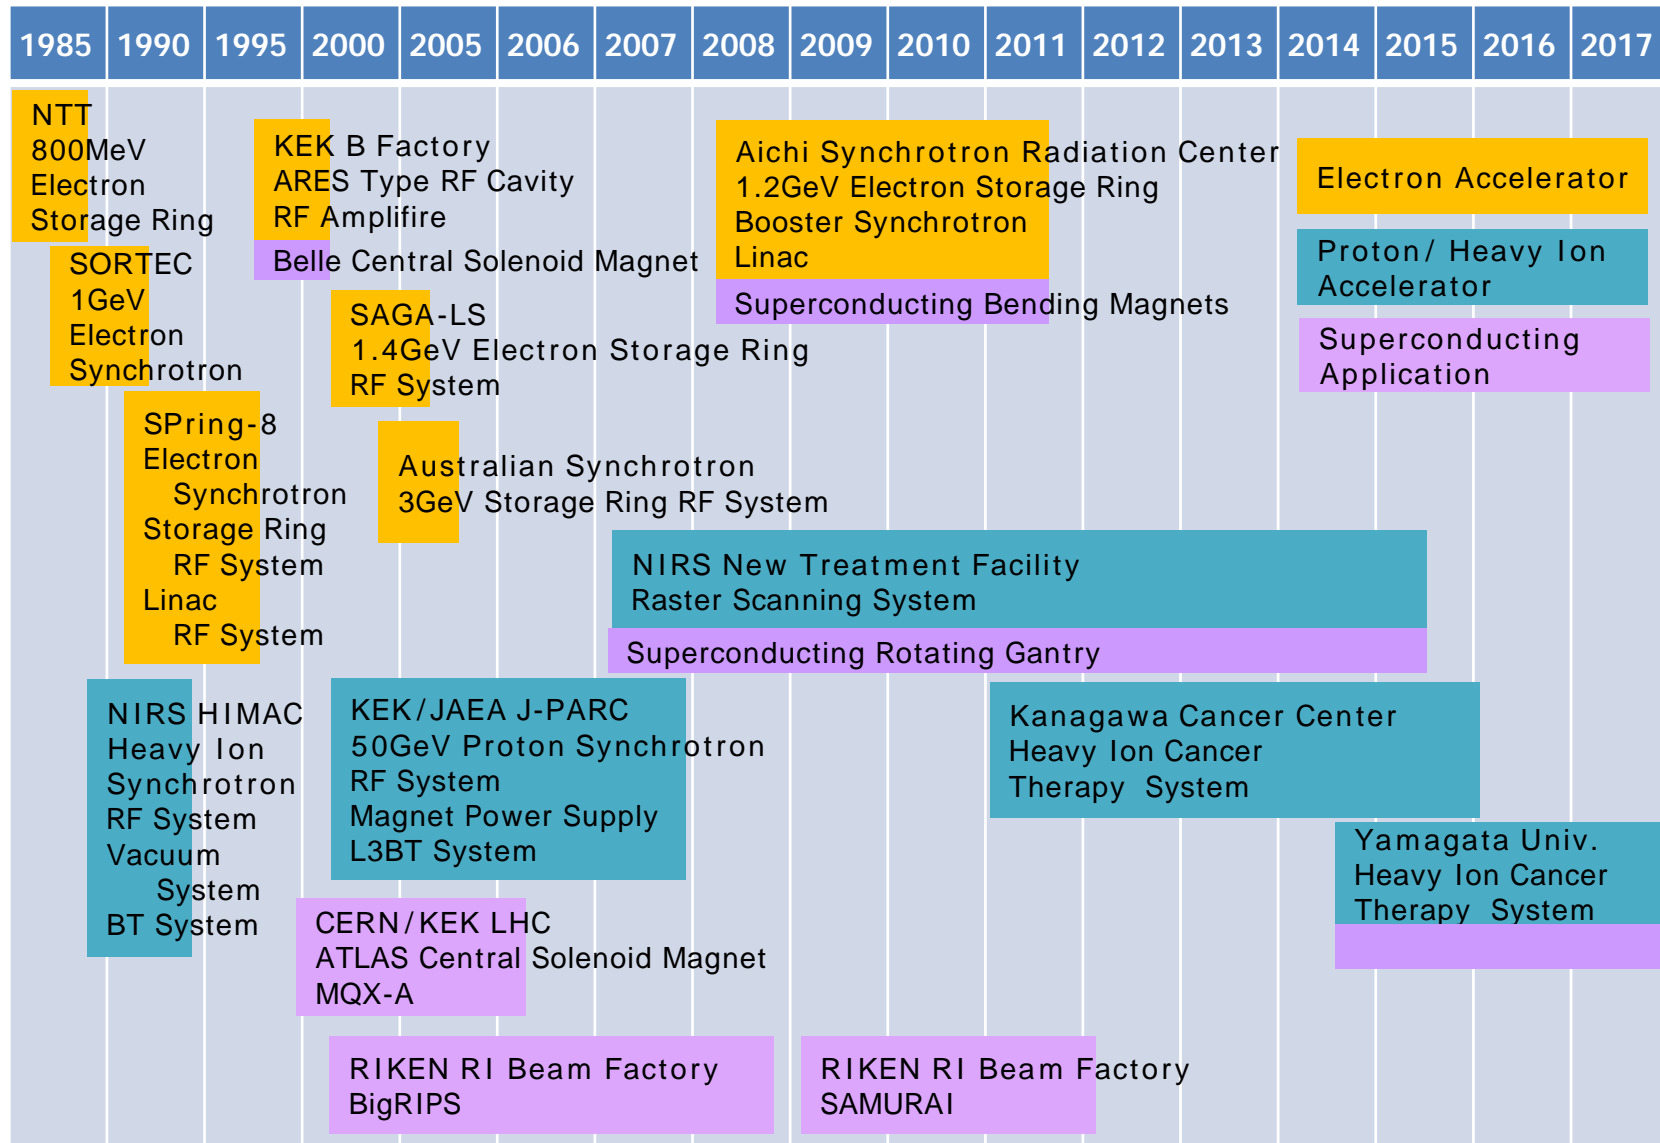 1985 1990 1995 2000 2005 2006 2007 2008 2009 2010 2011 2012 2013 2014 2015 2016 2017
NTT
800MeV
Electron
Storage Ring
SORTEC
1GeV
Electron
Synchrotron
SPring-8
Electron
Synchrotron
Storage Ring
RF System
Linac
RF System
NIRS HIMAC
Heavy Ion
Synchrotron
RF System
Vacuum
System
BT System
KEK B Factory
ARES Type RF Cavity
RF Amplifire
Belle Central Solenoid Magnet
SAGA-LS
1.4GeV Electron Storage Ring
RF System
Australian Synchrotron
3GeV Storage Ring RF System
KEK/JAEA J-PARC
50GeV Proton Synchrotron
RF System
Magnet Power Supply
L3BT System
CERN/KEK LHC
ATLAS Central Solenoid Magnet
MQX-A
RIKEN RI Beam Factory
BigRIPS
Aichi Synchrotron Radiation Center
1.2GeV Electron Storage Ring
Booster Synchrotron
Linac
Superconducting Bending Magnets
NIRS New Treatment Facility
Raster Scanning System
Superconducting Rotating Gantry
Kanagawa Cancer Center
Heavy Ion Cancer
Therapy System
Yamagata Univ.
Heavy Ion Cancer
Therapy System
RIKEN RI Beam Factory
SAMURAI
Electron Accelerator
Proton/ Heavy Ion
Accelerator
Superconducting
Application